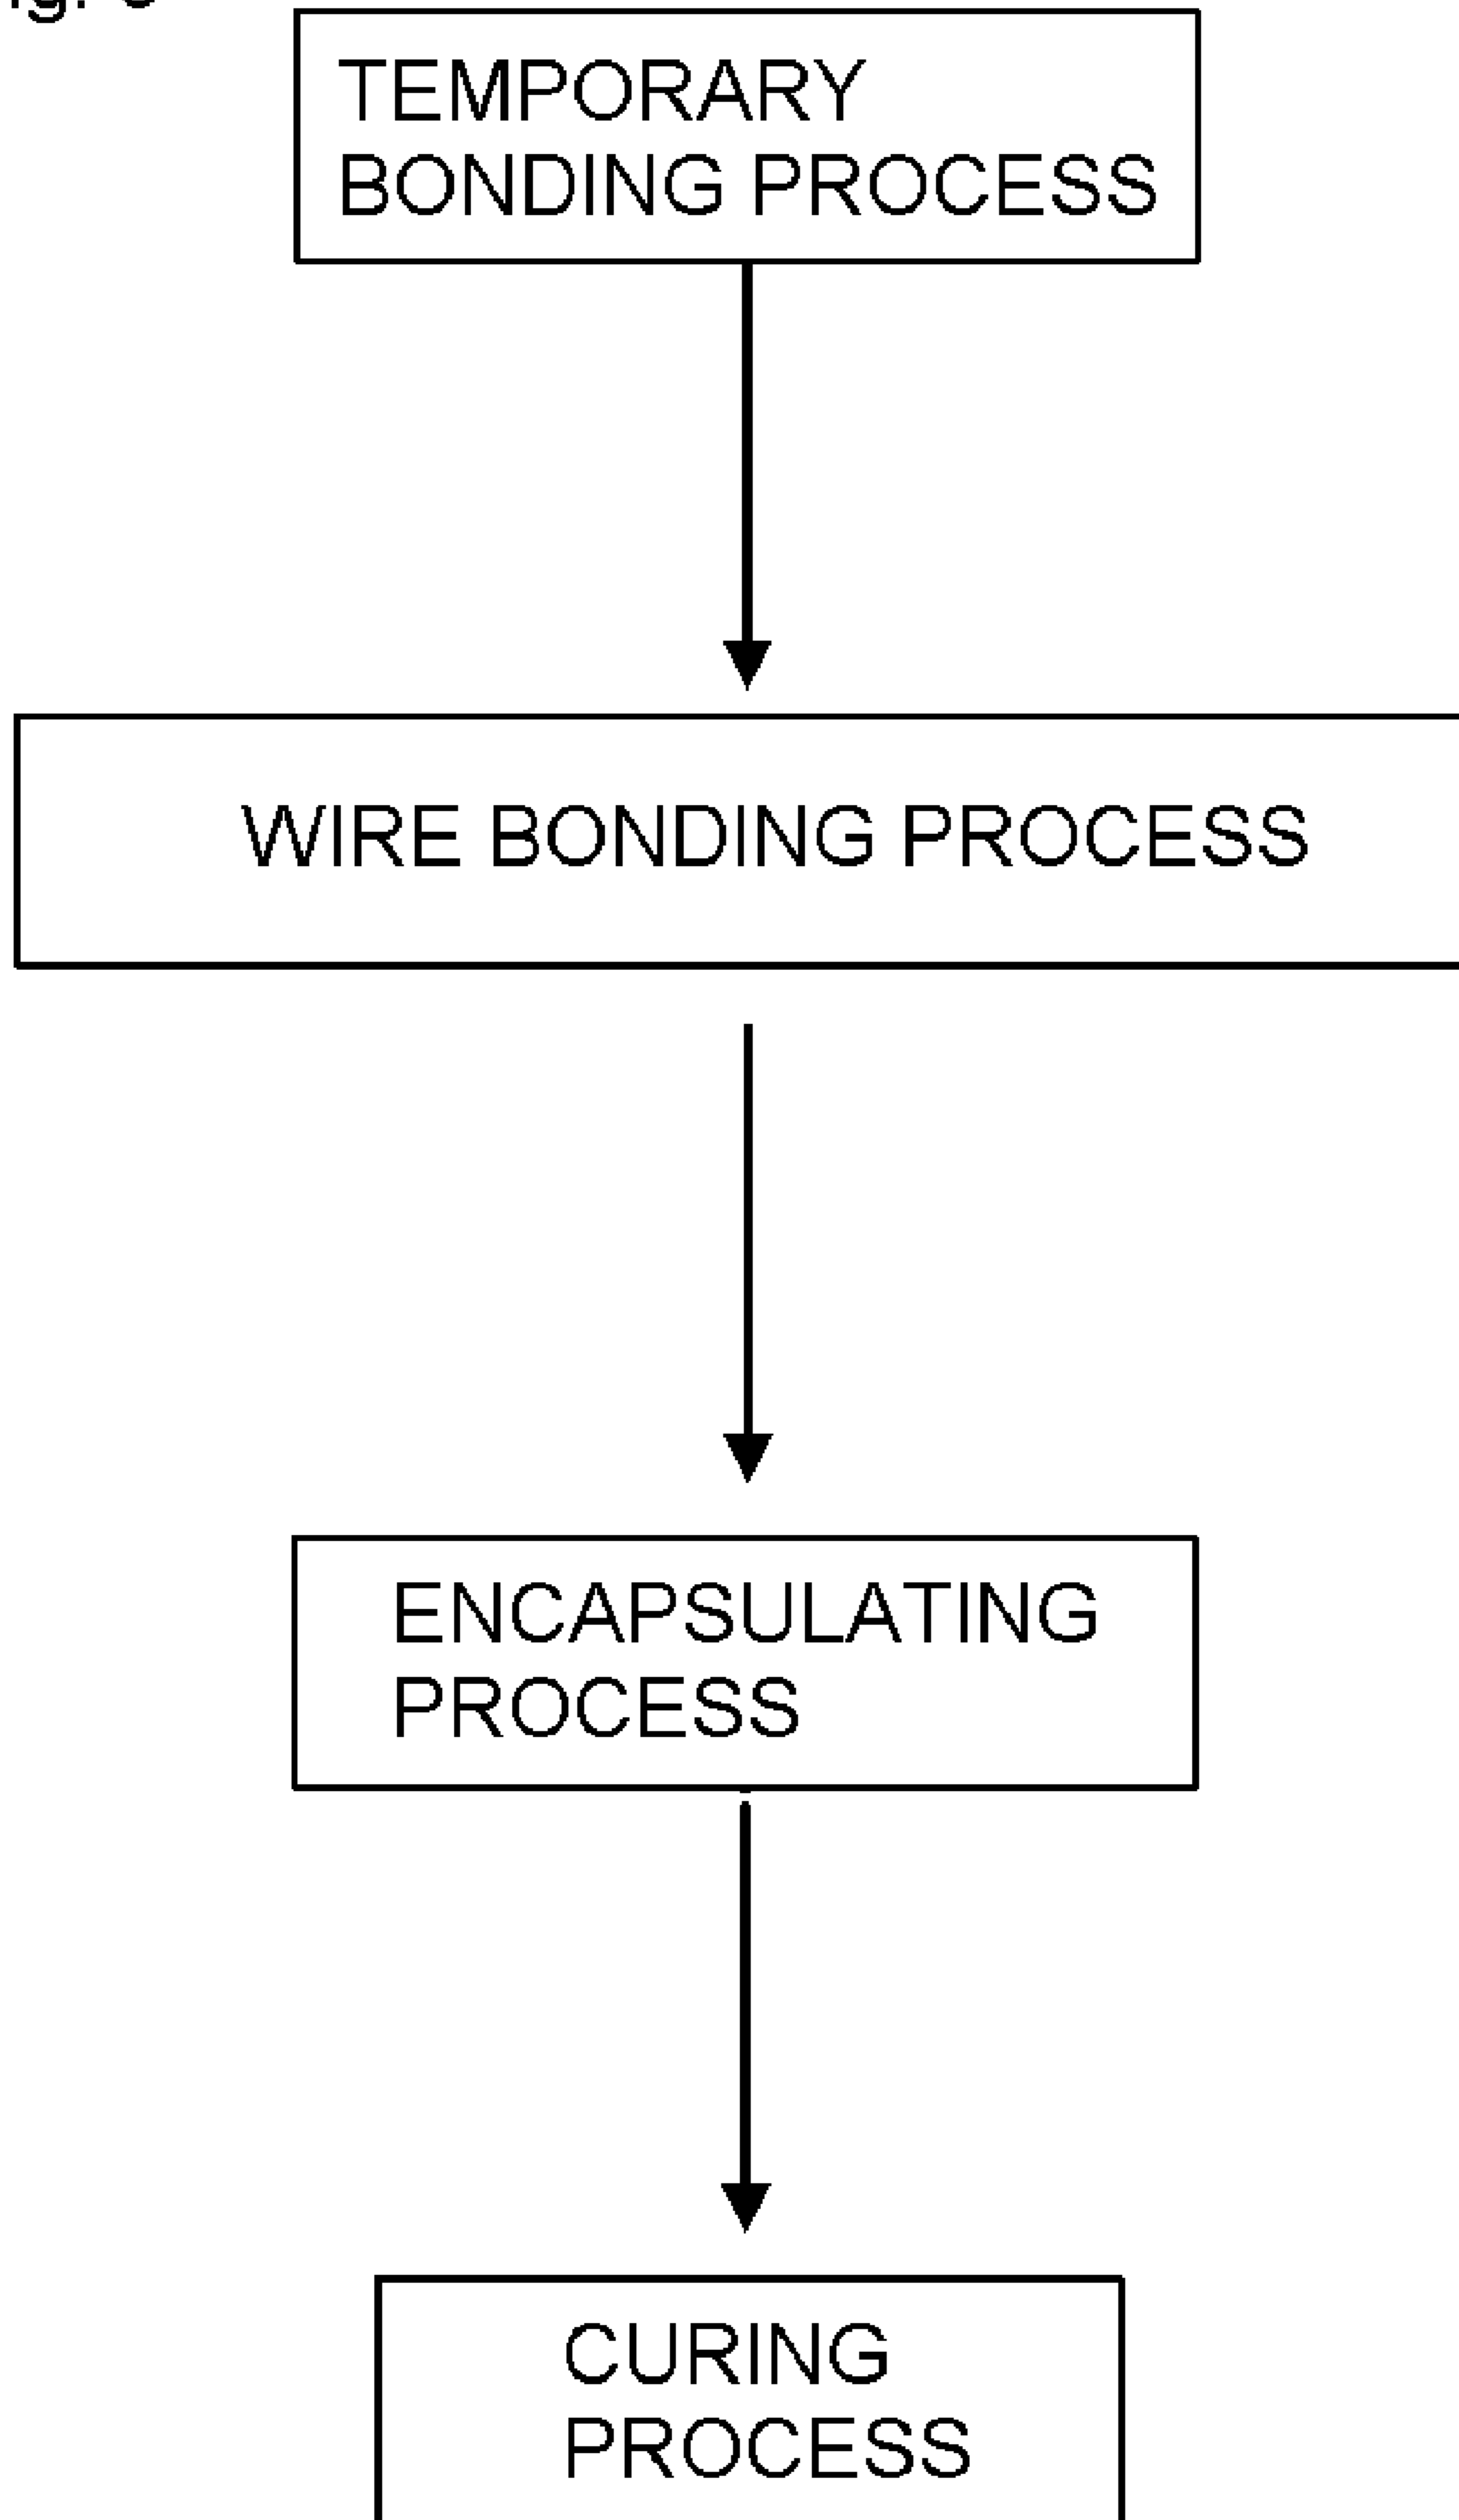 TEMPORARY
BONDING PROCESS
WIRE BONDING PROCESS
ENCAPSULATING
PROCESS
CURING
PROCESS